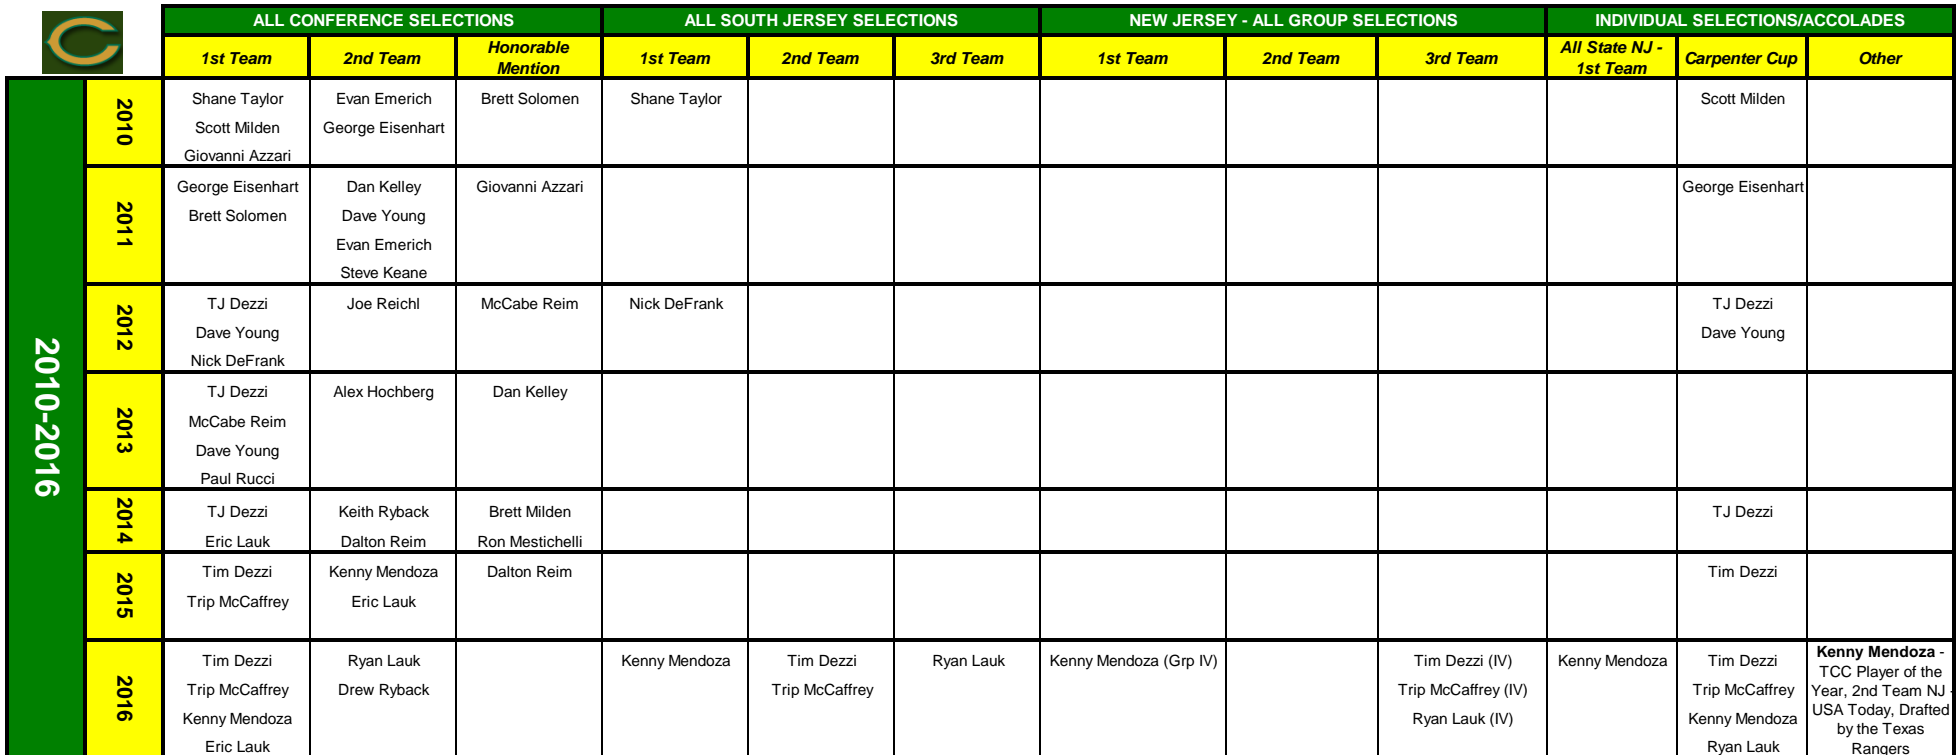 ALL CONFERENCE SELECTIONS ALL SOUTH JERSEY SELECTIONS NEW JERSEY - ALL GROUP SELECTIONS INDIVIDUAL SELECTIONS/ACCOLADES
1st Team 2nd Team Honorable Mention 1st Team 2nd Team 3rd Team 1st Team 2nd Team 3rd Team All State NJ - 1st Team Carpenter Cup Other
2010-2016
2010
Shane Taylor Evan Emerich Brett Solomen Shane Taylor Scott Milden
Scott Milden George Eisenhart
Giovanni Azzari
2011
George Eisenhart Dan Kelley Giovanni Azzari George Eisenhart
Brett Solomen Dave Young
Evan Emerich
Steve Keane
2012
TJ Dezzi Joe Reichl McCabe Reim Nick DeFrank TJ Dezzi
Dave Young Dave Young
Nick DeFrank
2013
TJ Dezzi Alex Hochberg Dan Kelley
McCabe Reim
Dave Young
Paul Rucci
2014
TJ Dezzi Keith Ryback Brett Milden TJ Dezzi
Eric Lauk Dalton Reim Ron Mestichelli
2015
Tim Dezzi Kenny Mendoza Dalton Reim Tim Dezzi
Trip McCaffrey Eric Lauk
2016
Tim Dezzi Ryan Lauk Kenny Mendoza Tim Dezzi Ryan Lauk Kenny Mendoza (Grp IV) Tim Dezzi (IV) Kenny Mendoza Tim Dezzi
Trip McCaffrey Drew Ryback Trip McCaffrey Trip McCaffrey (IV) Trip McCaffrey
Kenny Mendoza Ryan Lauk (IV) Kenny Mendoza
Eric Lauk Ryan Lauk
Kenny Mendoza -
TCC Player of the
Year, 2nd Team NJ -
USA Today, Drafted
by the Texas
Rangers